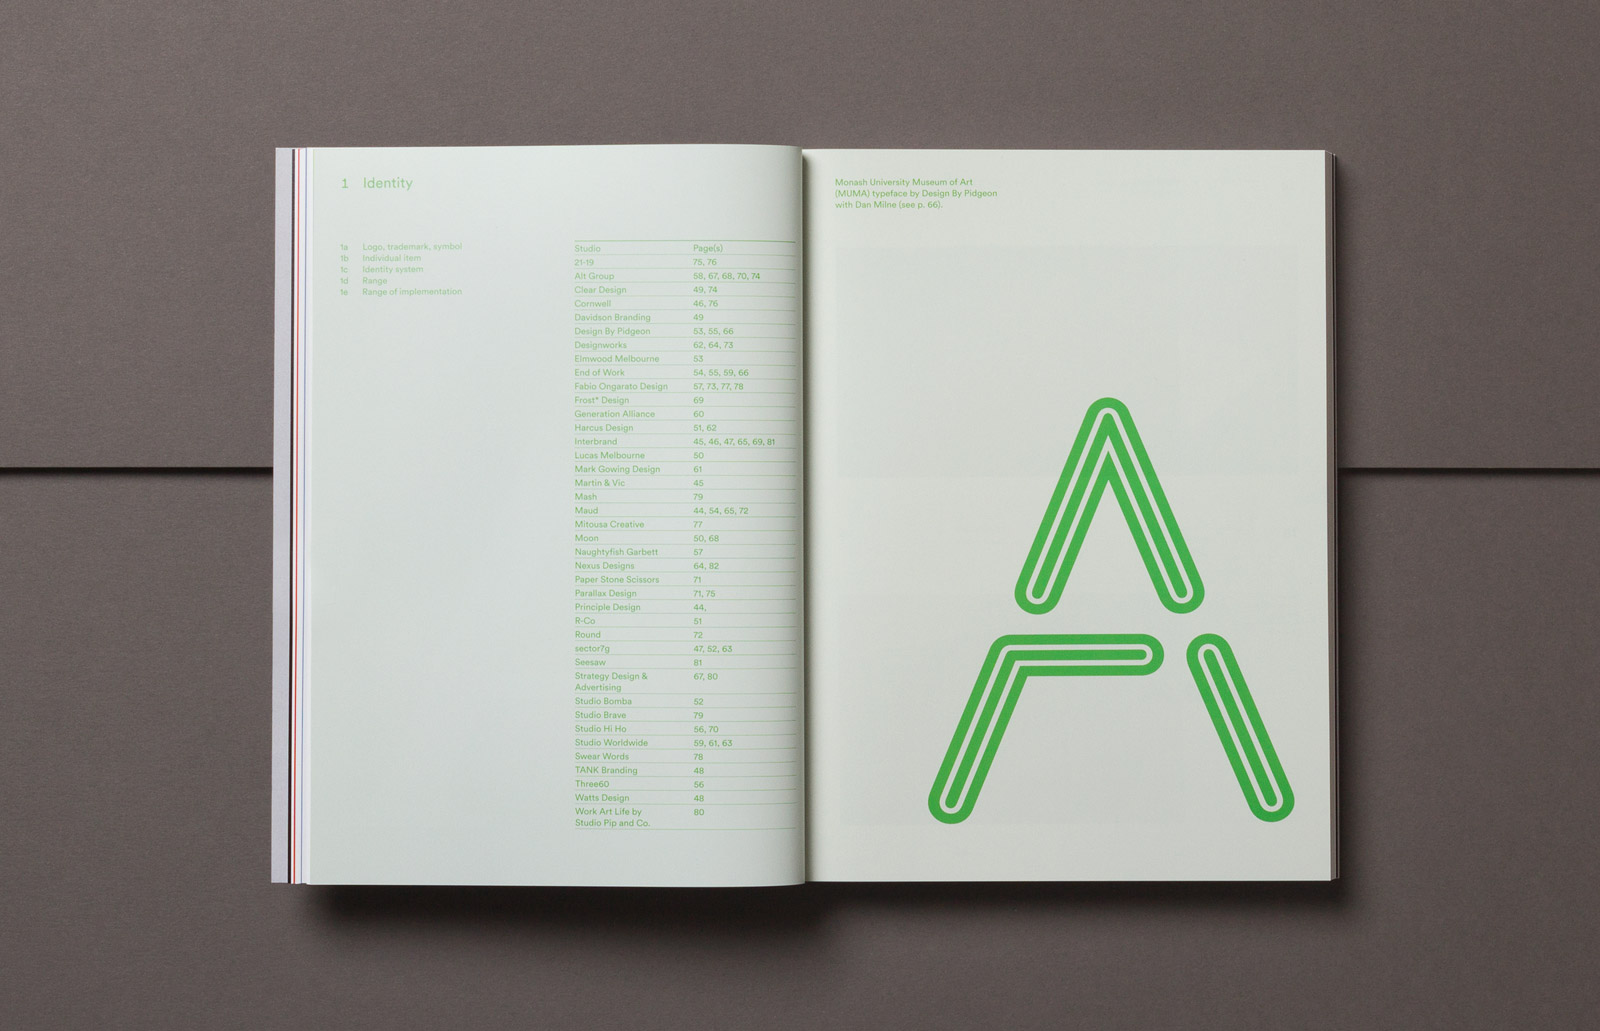 1 Identity
1a Logo, trademark, symbol
1b Individual item
1c Identity system
1d Range
1e Range of implementation
Studio Page(s)
21-19 75, 76
Alt Group 58, 67, 68, 70, 74
Clear Design 49, 74
Cornwell 46, 76
Davidson Branding 49
Design By Pidgeon 53, 55, 66
Designworks 62, 64, 73
Elmwood Melbourne 53
End of Work 54, 55, 59, 66
Fabio Ongarato Design 57, 73, 77, 78
Frost* Design 69
Generation Alliance 60
Harcus Design 51, 62
Interbrand 45, 46, 47, 65, 69, 81
Lucas Melbourne 50
Mark Gowing Design 61
Martin & Vic 45
Mash 79
Maud 44, 54, 65, 72
Mitousa Creative 77
Moon 50, 68
Naughtyfish Garbett 57
Nexus Designs 64, 82
Paper Stone Scissors 71
Parallax Design 71, 75
Principle Design 44,
R-Co 51
Round 72
sector7g 47, 52, 63
Seesaw 81
Strategy Design & 67, 80
Advertising
Studio Bomba 52
Studio Brave 79
Studio Hi Ho 56, 70
Studio Worldwide 59, 61, 63
Swear Words 78
TANK Branding 48
Three60 56
Watts Design 48
Work Art Life by 80
Studio Pip and Co.
Monash University Museum of Art
(MUMA) typeface by Design By Pidgeon
with Dan Milne (see p. 66).
A